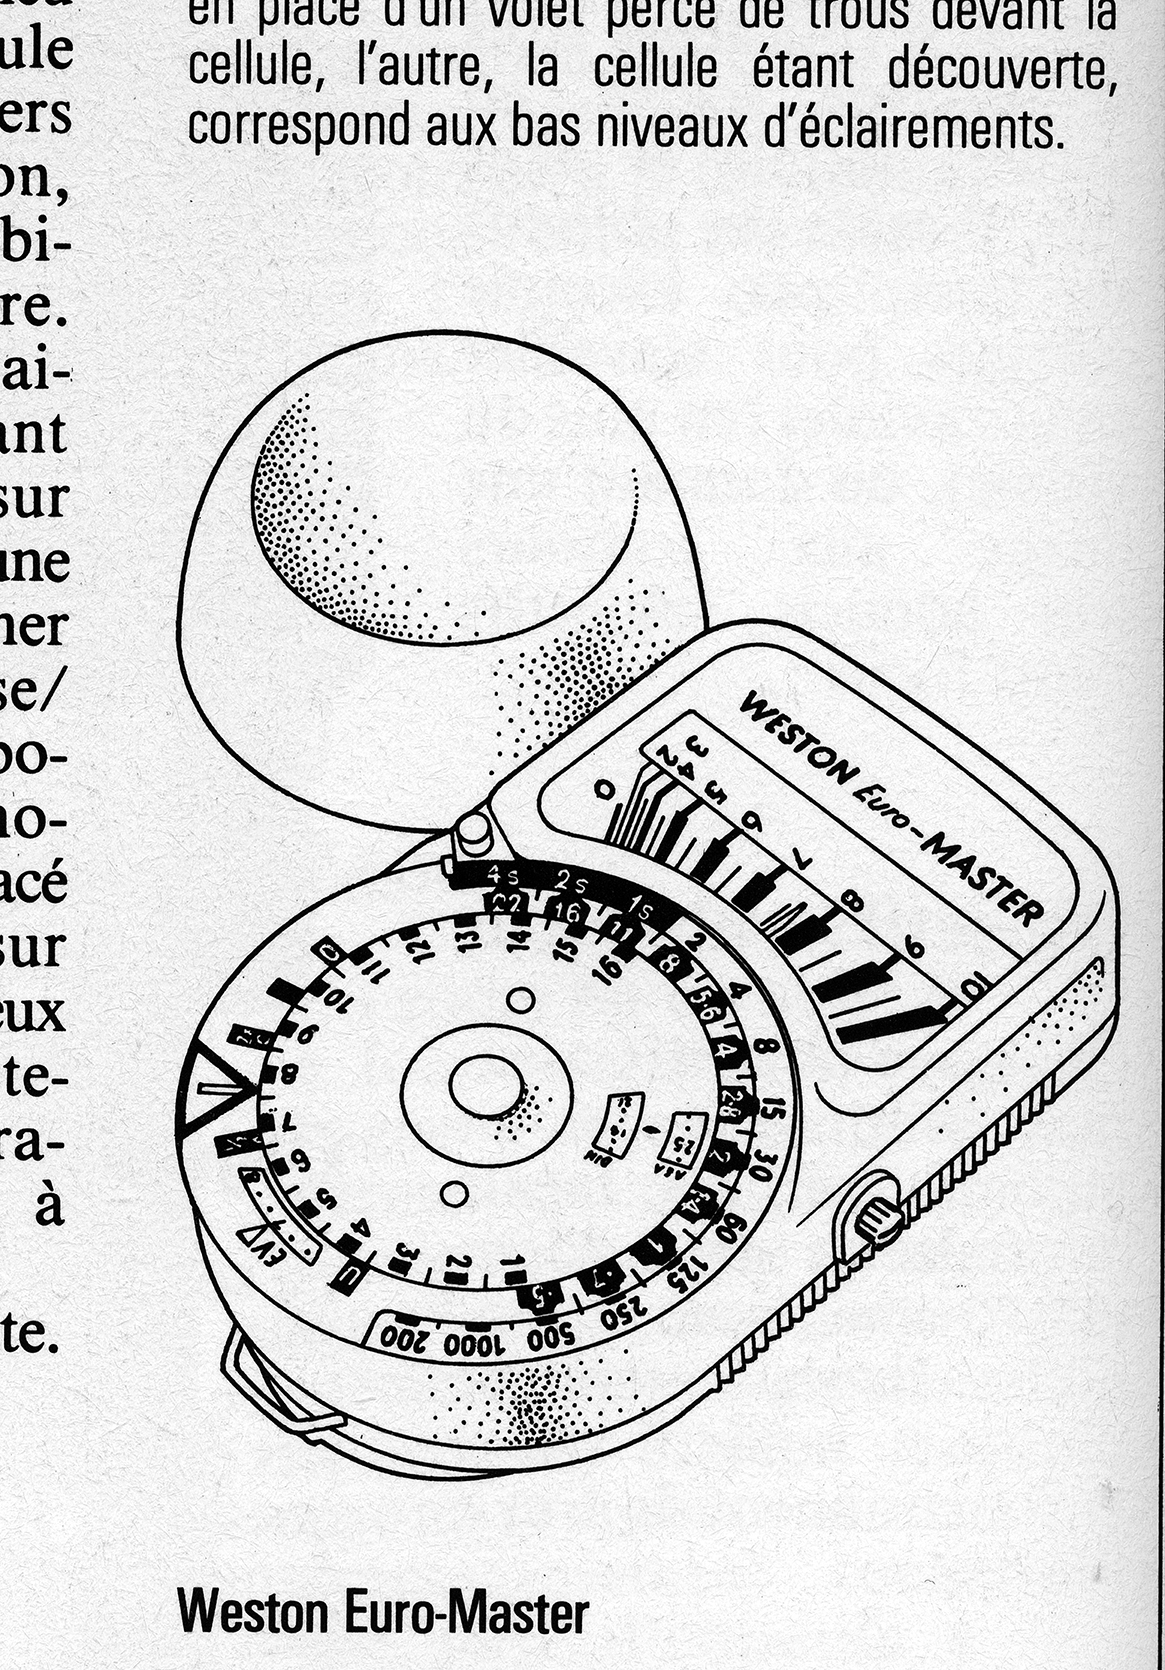 ule
ers
on,
bi-
re.
ai-
ant
sur
une
her
se/
po-
no-
acé
sur
eux
te-
ra-
à
te.
en place d'un volet percé de trous devant la
cellule, l'autre, la cellule étant découverte,
correspond aux bas niveaux d'éclairements.
WESTON Euro-MASTER
0 2 3 4 5 6 7 8 9 10
4s 2s 1s 2 4 8 15 30 60 125 250 500 1000 200
22 16 11 8 5·6 4 2·8 2 1·4 1 ·7 ·5
1 2 3 4 5 6 7 8 9 10 11 12 13 14 15 16
C
U
EV
DIN
ASA
25
Weston Euro-Master